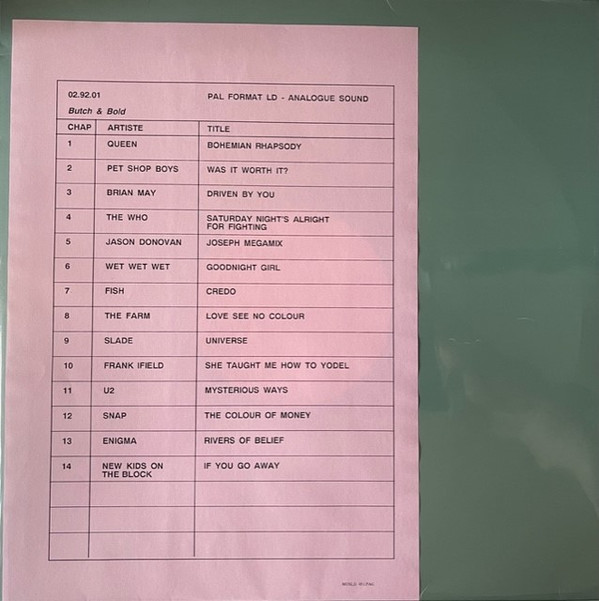 02.92.01 PAL FORMAT LD - ANALOGUE SOUND
Butch & Bold
CHAP ARTISTE TITLE
1 QUEEN BOHEMIAN RHAPSODY
2 PET SHOP BOYS WAS IT WORTH IT?
3 BRIAN MAY DRIVEN BY YOU
4 THE WHO SATURDAY NIGHT'S ALRIGHT
FOR FIGHTING
5 JASON DONOVAN JOSEPH MEGAMIX
6 WET WET WET GOODNIGHT GIRL
7 FISH CREDO
8 THE FARM LOVE SEE NO COLOUR
9 SLADE UNIVERSE
10 FRANK IFIELD SHE TAUGHT ME HOW TO YODEL
11 U2 MYSTERIOUS WAYS
12 SNAP THE COLOUR OF MONEY
13 ENIGMA RIVERS OF BELIEF
14 NEW KIDS ON IF YOU GO AWAY
THE BLOCK